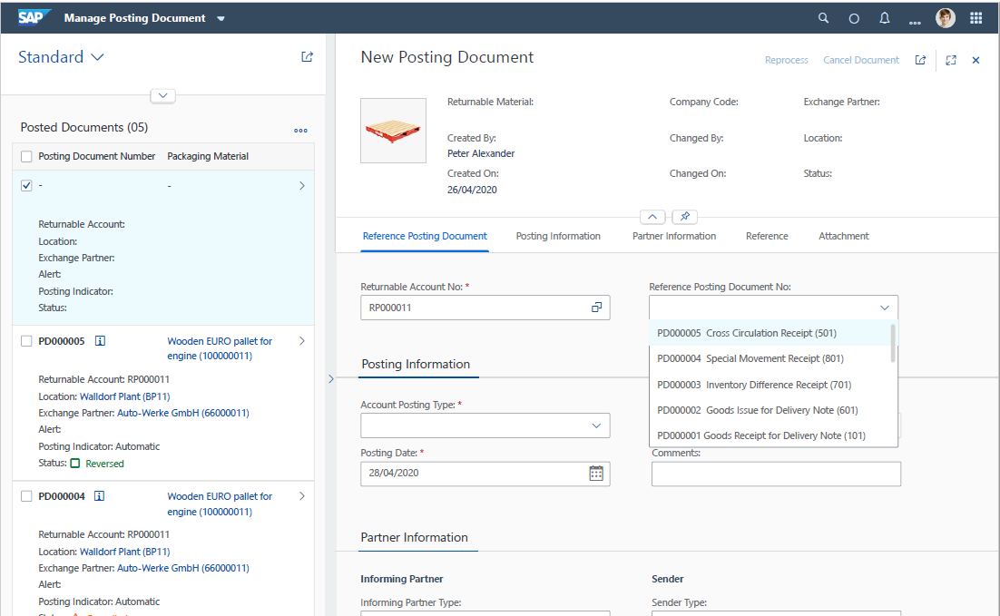 SAP Manage Posting Document
Standard
Posted Documents (05)
Posting Document Number Packaging Material
- -
Returnable Account:
Location:
Exchange Partner:
Alert:
Posting Indicator:
Status:
PD000005 Wooden EURO pallet for
engine (100000011)
Returnable Account: RP000011
Location: Walldorf Plant (BP11)
Exchange Partner: Auto-Werke GmbH (66000011)
Alert:
Posting Indicator: Automatic
Status: Reversed
PD000004 Wooden EURO pallet for
engine (100000011)
Returnable Account: RP000011
Location: Walldorf Plant (BP11)
Exchange Partner: Auto-Werke GmbH (66000011)
Alert:
Posting Indicator: Automatic
New Posting Document
Reprocess Cancel Document
Returnable Material: Company Code: Exchange Partner:
Created By: Changed By: Location:
Peter Alexander
Created On: Changed On: Status:
26/04/2020
Reference Posting Document Posting Information Partner Information Reference Attachment
Returnable Account No: * Reference Posting Document No:
RP000011
PD000005 Cross Circulation Receipt (501)
PD000004 Special Movement Receipt (801)
PD000003 Inventory Difference Receipt (701)
PD000002 Goods Issue for Delivery Note (601)
PD000001 Goods Receipt for Delivery Note (101)
Posting Information
Account Posting Type: *
Posting Date: * Comments:
28/04/2020
Partner Information
Informing Partner Sender
Informing Partner Type: Sender Type: